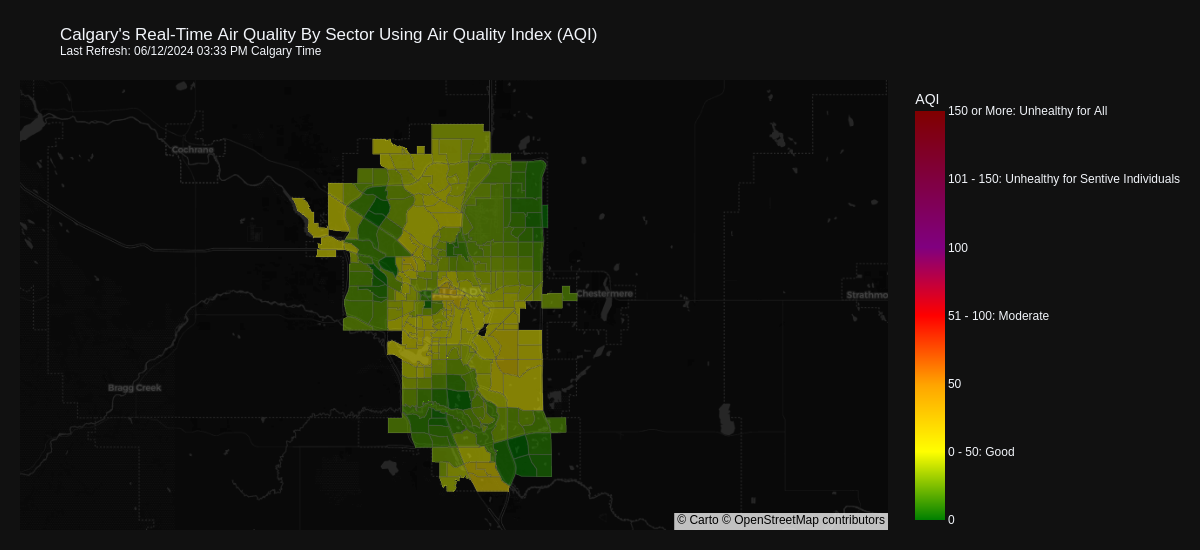 Calgary's Real-Time Air Quality By Sector Using Air Quality Index (AQI)
Last Refresh: 06/12/2024 03:33 PM Calgary Time
AQI
150 or More: Unhealthy for All
101 - 150: Unhealthy for Sentive Individuals
100
51 - 100: Moderate
50
0 - 50: Good
0
Cochrane
Chestermere
Strathmo
Bragg Creek
© Carto © OpenStreetMap contributors